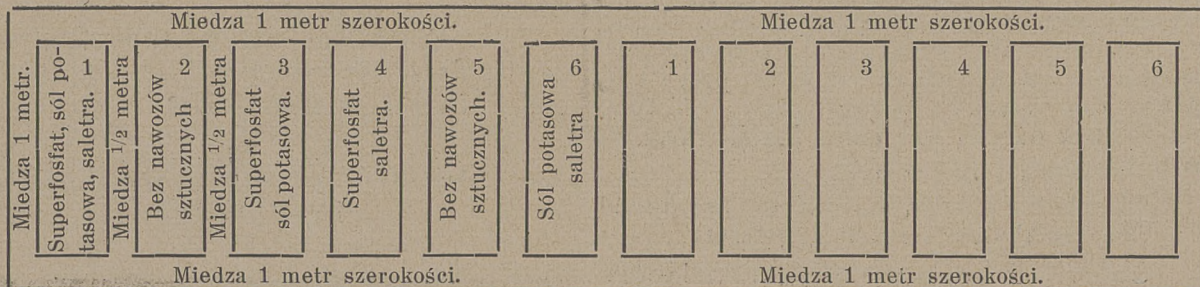 Miedza 1 metr szerokości.
Miedza 1 metr szerokości.
Miedza 1 metr.
1
Superfosfat, sól po-
tasowa, saletra.
Miedza 1/2 metra
2
Bez nawozów
sztucznych
Miedza 1/2 metra
3
Superfosfat
sól potasowa.
4
Superfosfat
saletra.
5
Bez nawozów
sztucznych.
6
Sól potasowa
saletra
1
2
3
4
5
6
Miedza 1 metr szerokości.
Miedza 1 metr szerokości.